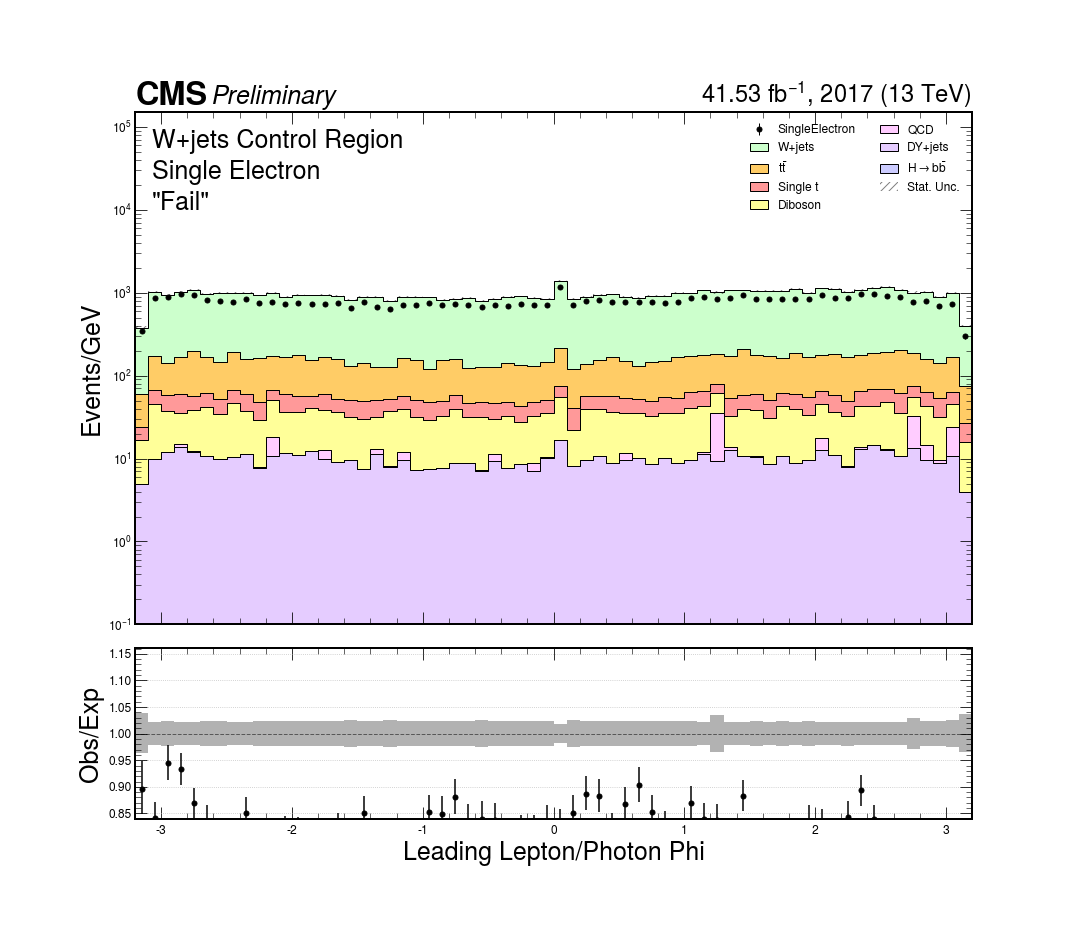 CMS Preliminary
41.53 fb⁻¹, 2017 (13 TeV)
W+jets Control Region
Single Electron
"Fail"
SingleElectron
W+jets
tt̄
Single t
Diboson
QCD
DY+jets
H→bb̄
Stat. Unc.
Events/GeV
10⁵
10⁴
10³
10²
10¹
10⁰
10⁻¹
Obs/Exp
1.15
1.10
1.05
1.00
0.95
0.90
0.85
-3 -2 -1 0 1 2 3
Leading Lepton/Photon Phi